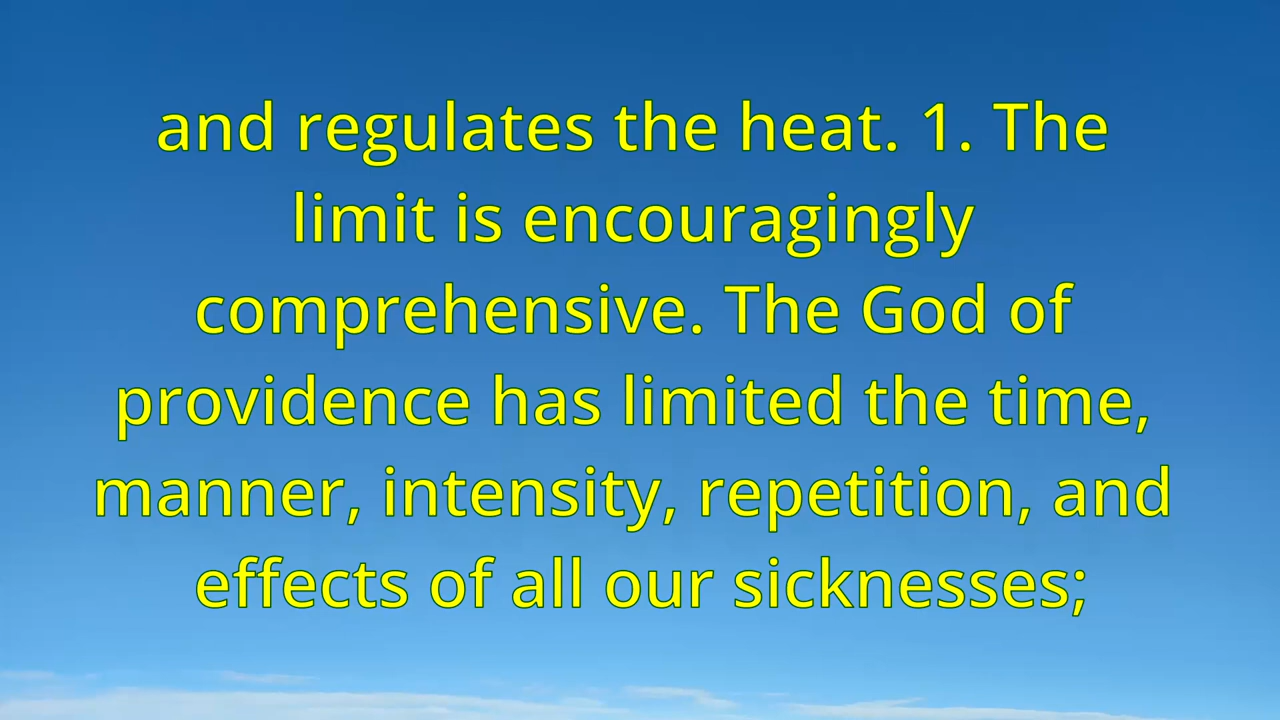 and regulates the heat. 1. The
limit is encouragingly
comprehensive. The God of
providence has limited the time,
manner, intensity, repetition, and
effects of all our sicknesses;